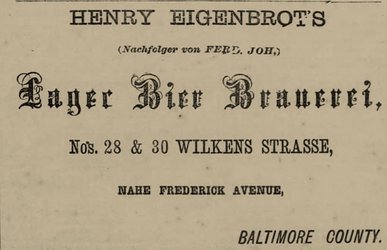 HENRY EIGENBROT'S
(Nachfolger von FERD. JOH,)
Lager Bier Brauerei,
No's. 28 & 30 WILKENS STRASSE,
NAHE FREDERICK AVENUE,
BALTIMORE COUNTY.